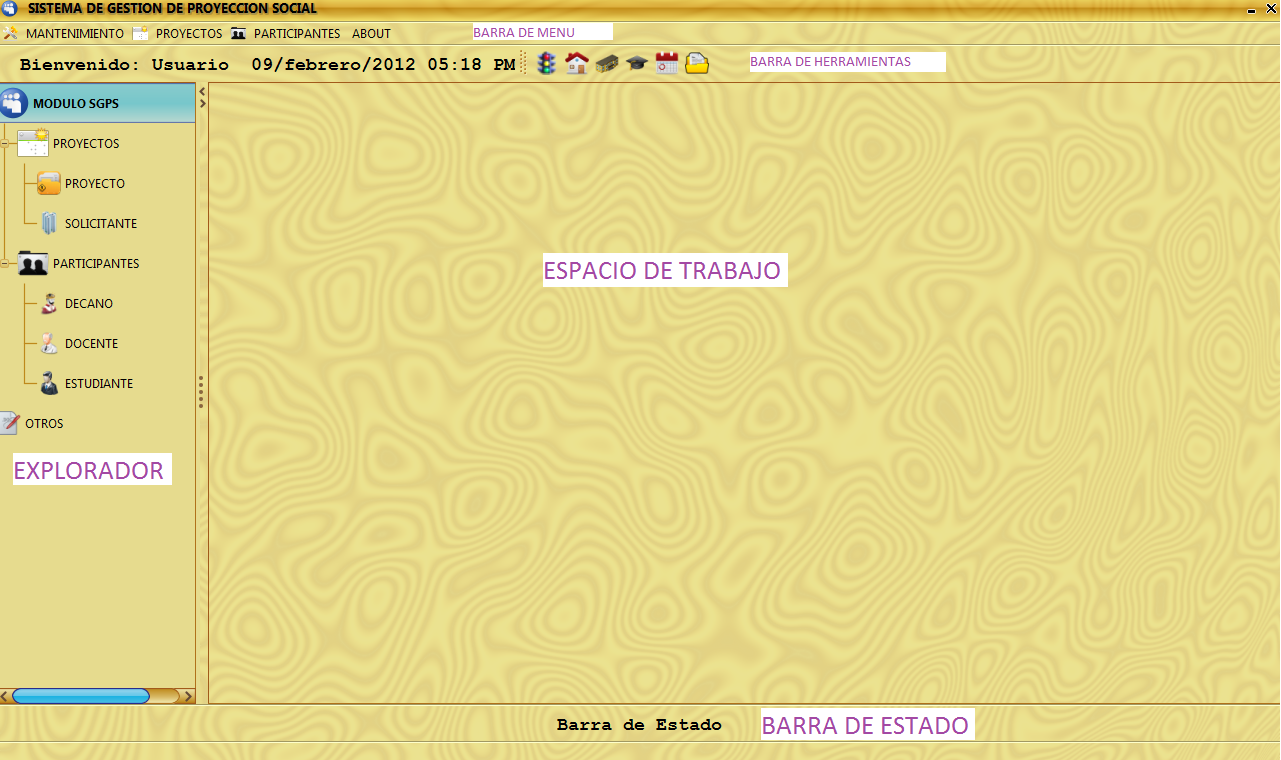 SISTEMA DE GESTION DE PROYECCION SOCIAL
MANTENIMIENTO PROYECTOS PARTICIPANTES ABOUT BARRA DE MENU
Bienvenido: Usuario 09/febrero/2012 05:18 PM BARRA DE HERRAMIENTAS
MODULO SGPS
PROYECTOS
PROYECTO
SOLICITANTE
PARTICIPANTES
DECANO
DOCENTE
ESTUDIANTE
OTROS
EXPLORADOR
ESPACIO DE TRABAJO
Barra de Estado BARRA DE ESTADO